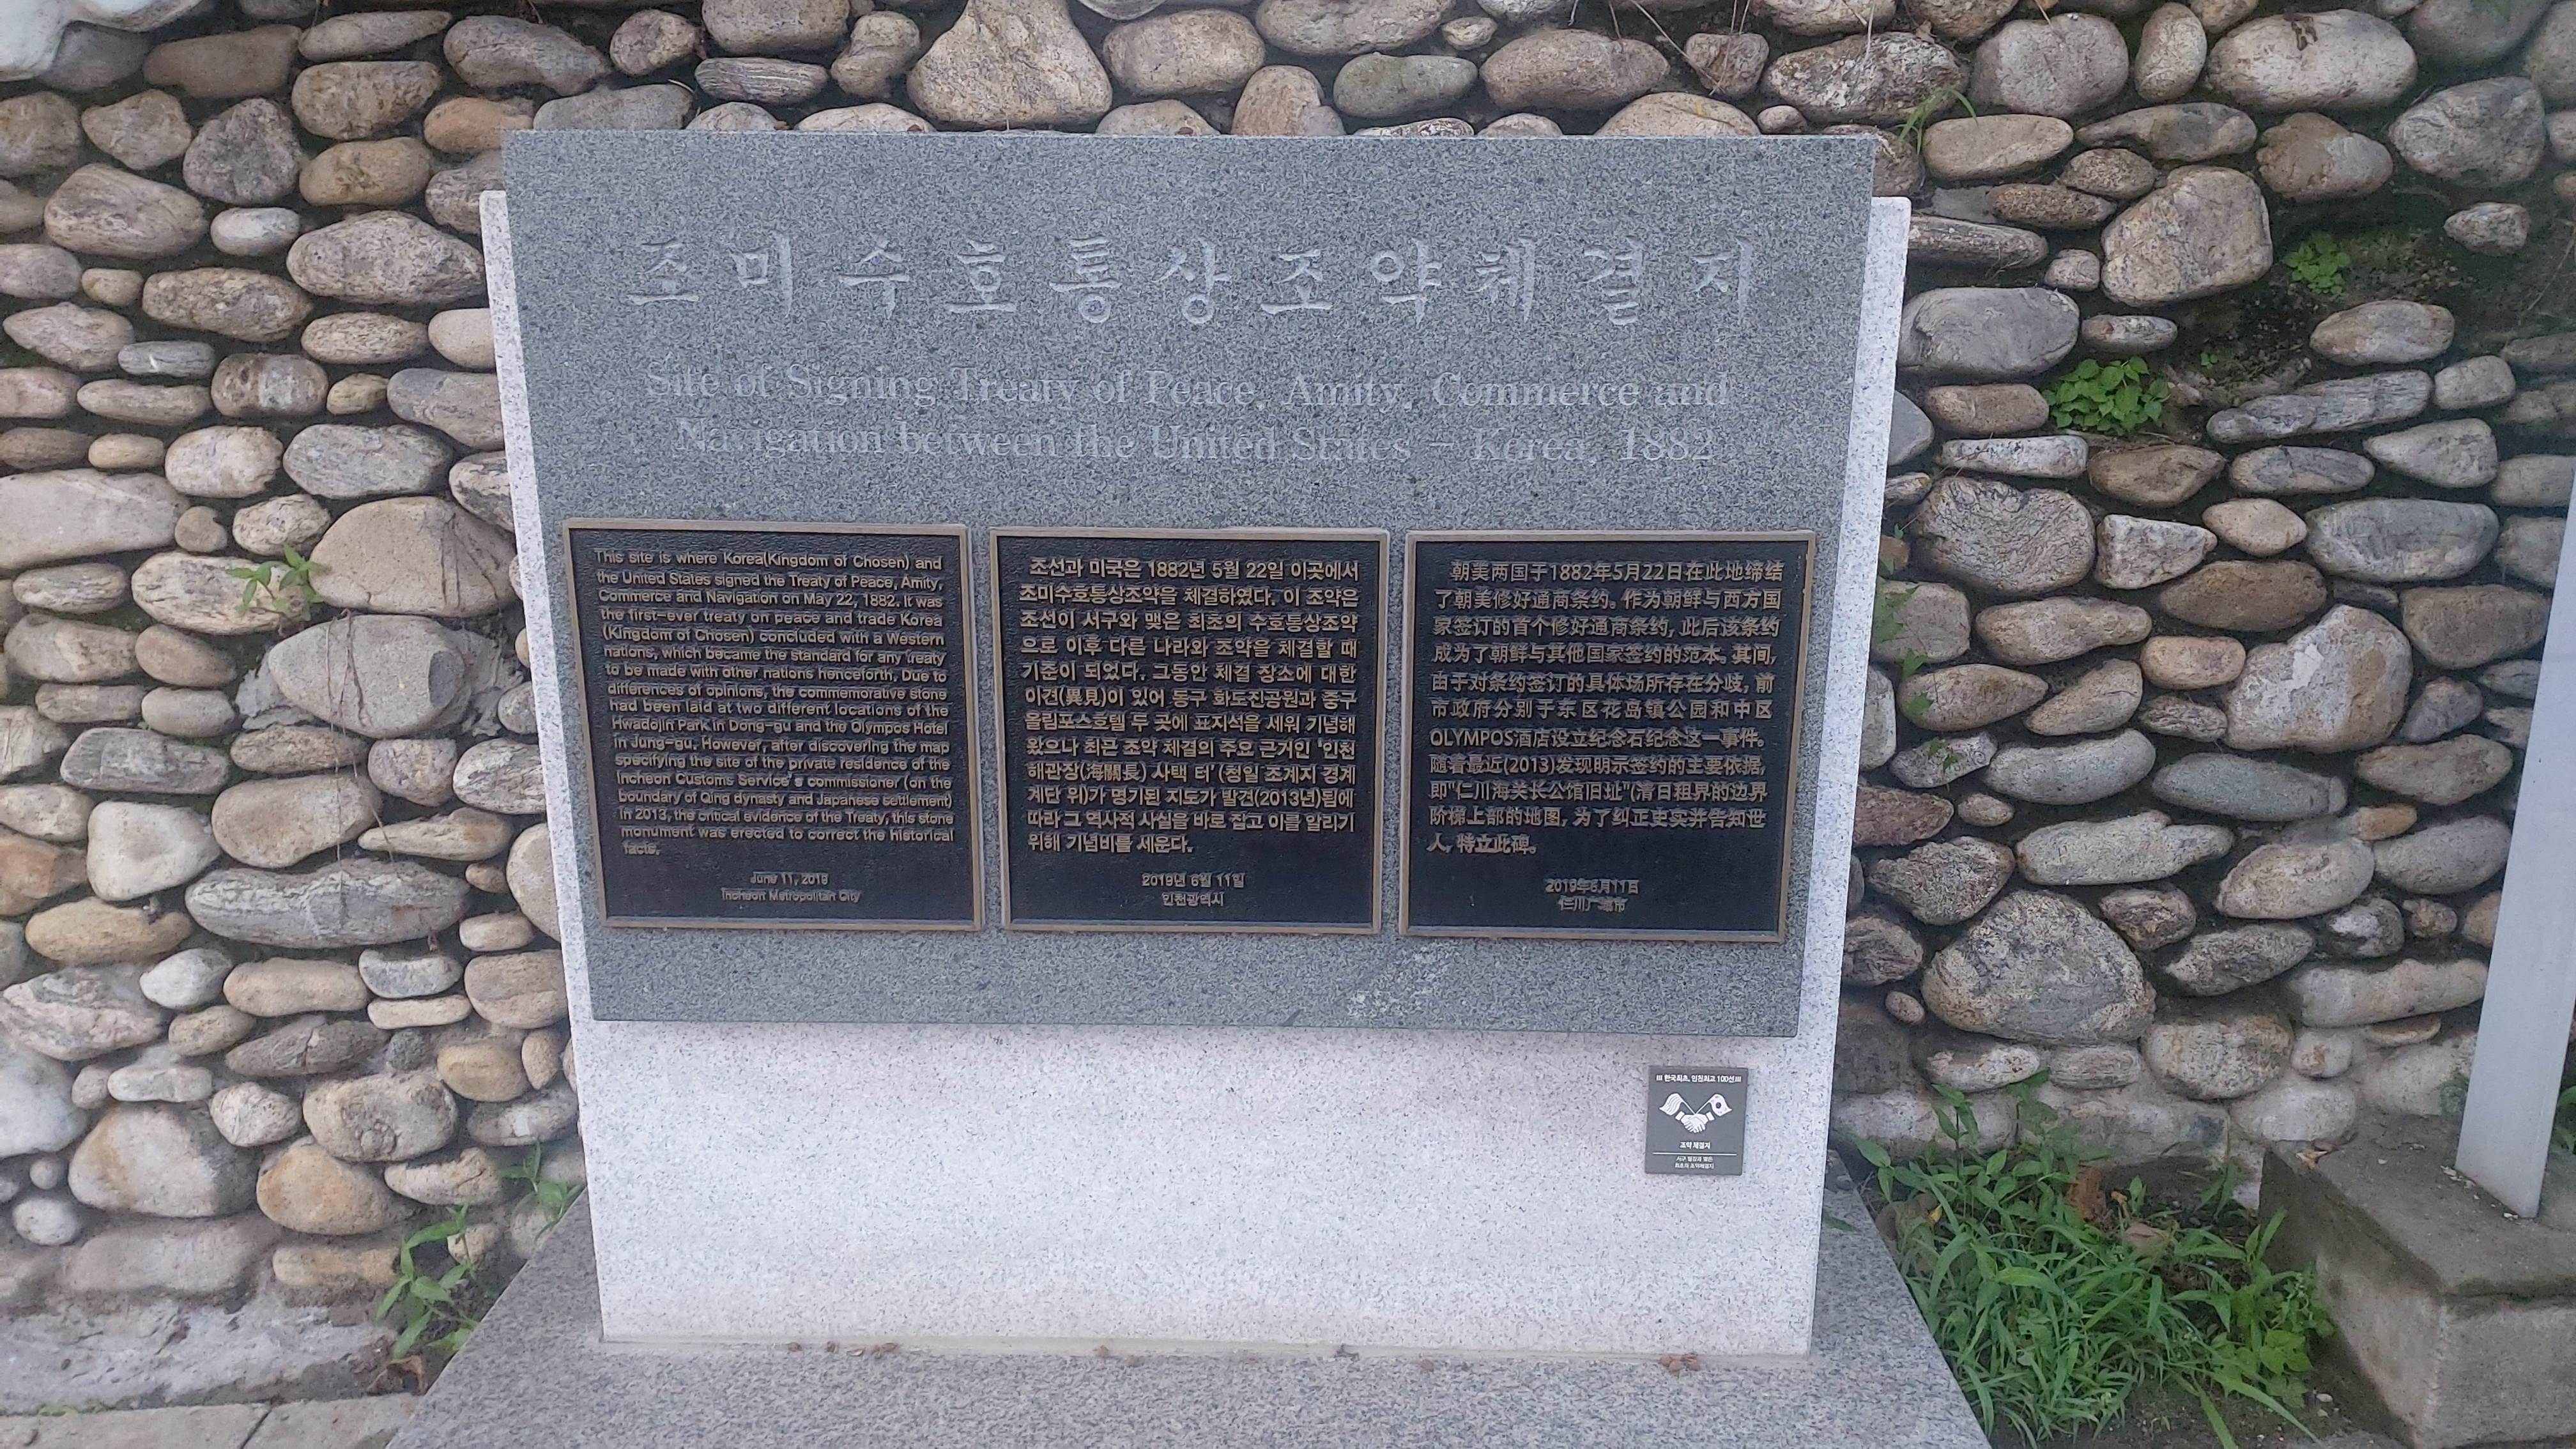 조미수호통상조약체결지
Site of Signing Treaty of Peace, Amity, Commerce and
Navigation between the United States - Korea, 1882
This site is where Korea(Kingdom of Chosen) and
the United States signed the Treaty of Peace, Amity,
Commerce and Navigation on May 22, 1882. It was
the first-ever treaty on peace and trade Korea
(Kingdom of Chosen) concluded with a Western
nations, which became the standard for any treaty
to be made with other nations henceforth. Due to
differences of opinions, the commemorative stone
had been laid at two different locations of the
Hwadojin Park in Dong-gu and the Olympos Hotel
in Jung-gu. However, after discovering the map
specifying the site of the private residence of the
Incheon Customs Service's commissioner (on the
boundary of Qing dynasty and Japanese settlement)
in 2013, the critical evidence of the Treaty, this stone
monument was erected to correct the historical
facts.
June 11, 2019
Incheon Metropolitan City
조선과 미국은 1882년 5월 22일 이곳에서
조미수호통상조약을 체결하였다. 이 조약은
조선이 서구와 맺은 최초의 수호통상조약
으로 이후 다른 나라와 조약을 체결할 때
기준이 되었다. 그동안 체결 장소에 대한
이견(異見)이 있어 동구 화도진공원과 중구
올림포스호텔 두 곳에 표지석을 세워 기념해
왔으나 최근 조약 체결의 주요 근거인 '인천
해관장(海關長) 사택 터'(청일 조계지 경계
계단 위)가 명기된 지도가 발견(2013년)됨에
따라 그 역사적 사실을 바로 잡고 이를 알리기
위해 기념비를 세운다.
2019년 6월 11일
인천광역시
朝美两国于1882年5月22日在此地缔结
了朝美修好通商条约。作为朝鲜与西方国
家签订的首个修好通商条约, 此后该条约
成为了朝鲜与其他国家签约的范本。其间,
由于对条约签订的具体场所存在分歧, 前
市政府分别于东区花岛镇公园和中区
OLYMPOS酒店设立纪念石纪念这一事件。
随着最近(2013)发现明示签约的主要依据,
即"仁川海关长公馆旧址"(清日租界的边界
阶梯上部的地图, 为了纠正史实并告知世
人, 特立此碑。
2019年6月11日
仁川广域市
한국최초, 인천최고 100선
조약 체결지
서구 열강과 맺은
최초의 조약체결지